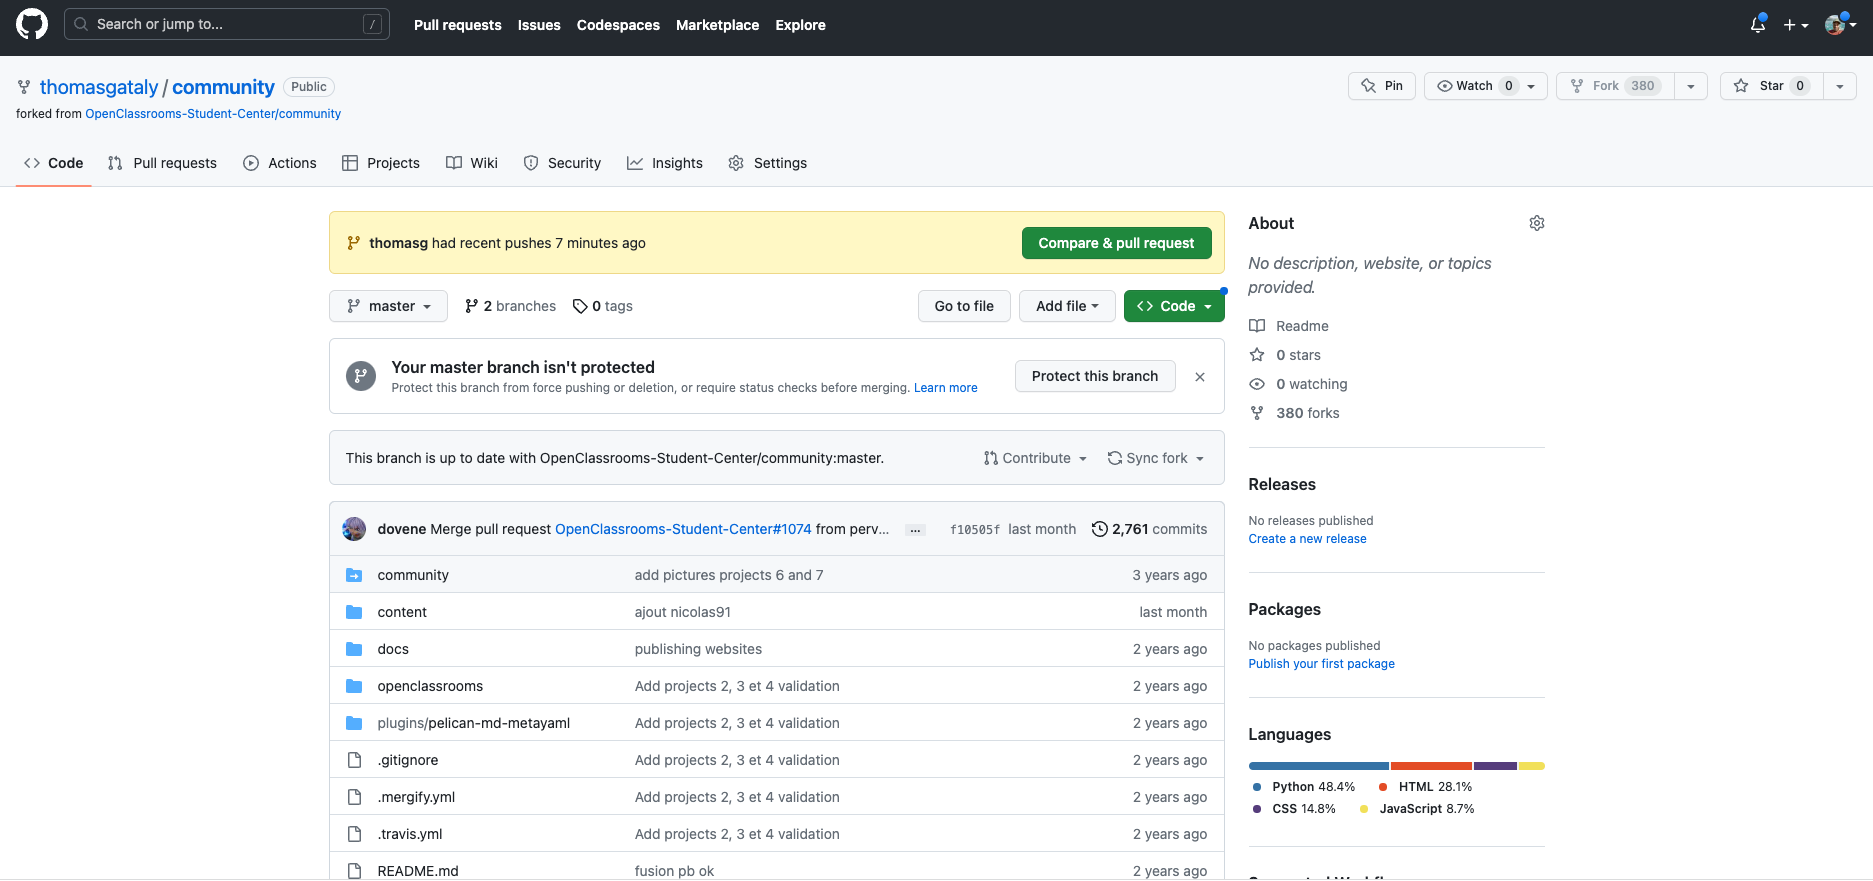 Search or jump to... /
Pull requests Issues Codespaces Marketplace Explore
thomasgataly / community Public
Pin Watch 0 Fork 380 Star 0
forked from OpenClassrooms-Student-Center/community
Code Pull requests Actions Projects Wiki Security Insights Settings
thomasg had recent pushes 7 minutes ago Compare & pull request
master 2 branches 0 tags Go to file Add file Code
Your master branch isn't protected
Protect this branch from force pushing or deletion, or require status checks before merging. Learn more
Protect this branch
This branch is up to date with OpenClassrooms-Student-Center/community:master. Contribute Sync fork
dovene Merge pull request OpenClassrooms-Student-Center#1074 from perv... ... f10505f last month 2,761 commits
community add pictures projects 6 and 7 3 years ago
content ajout nicolas91 last month
docs publishing websites 2 years ago
openclassrooms Add projects 2, 3 et 4 validation 2 years ago
plugins/pelican-md-metayaml Add projects 2, 3 et 4 validation 2 years ago
.gitignore Add projects 2, 3 et 4 validation 2 years ago
.mergify.yml Add projects 2, 3 et 4 validation 2 years ago
.travis.yml Add projects 2, 3 et 4 validation 2 years ago
README.md fusion pb ok 2 years ago
About
No description, website, or topics
provided.
Readme
0 stars
0 watching
380 forks
Releases
No releases published
Create a new release
Packages
No packages published
Publish your first package
Languages
Python 48.4% HTML 28.1%
CSS 14.8% JavaScript 8.7%